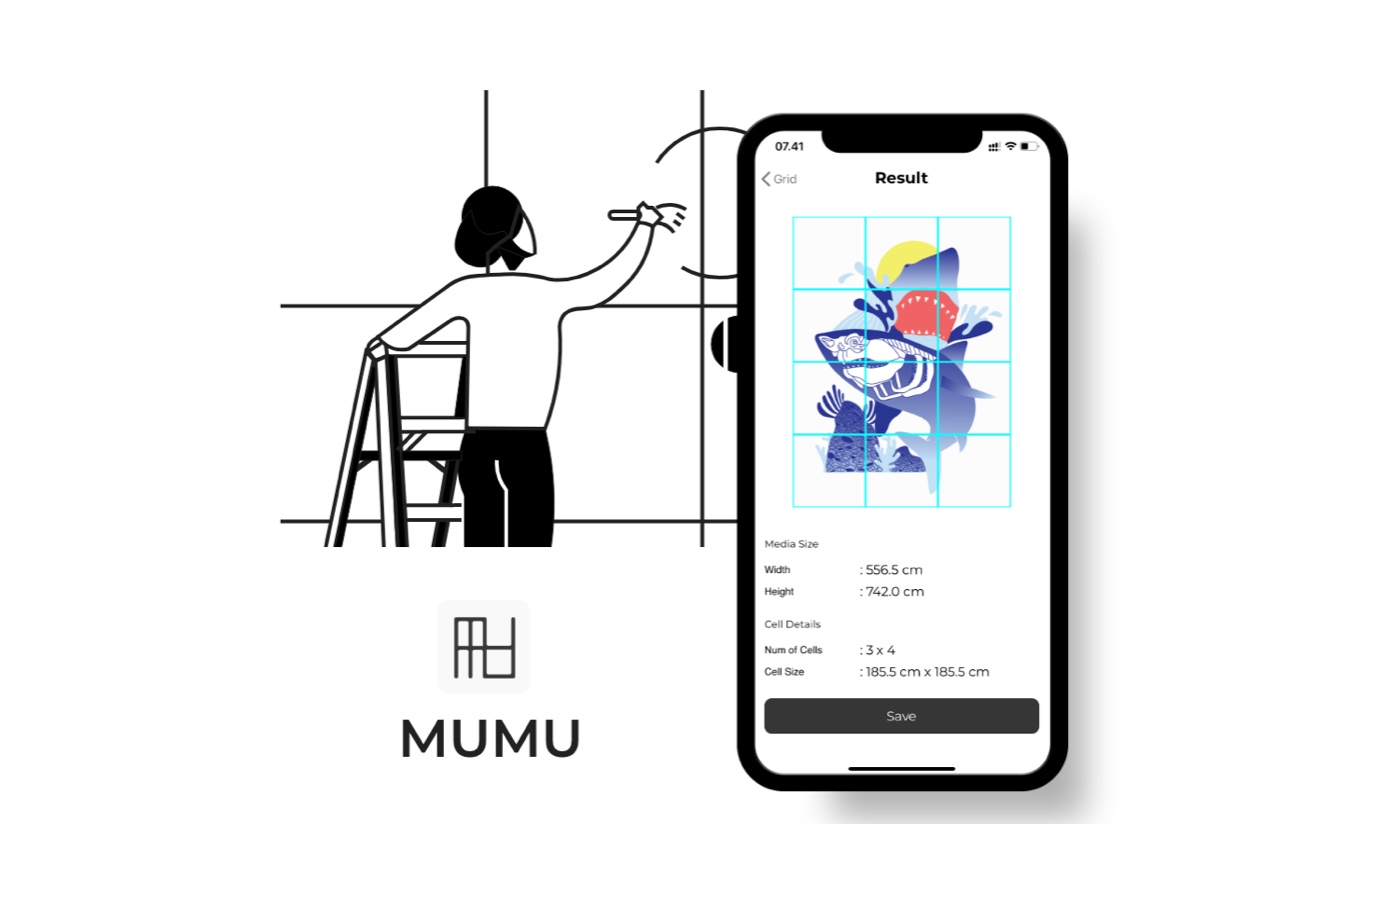 07.41
Grid
Result
Media Size
Width : 556.5 cm
Height : 742.0 cm
Cell Details
Num of Cells : 3 x 4
Cell Size : 185.5 cm x 185.5 cm
Save
MUMU